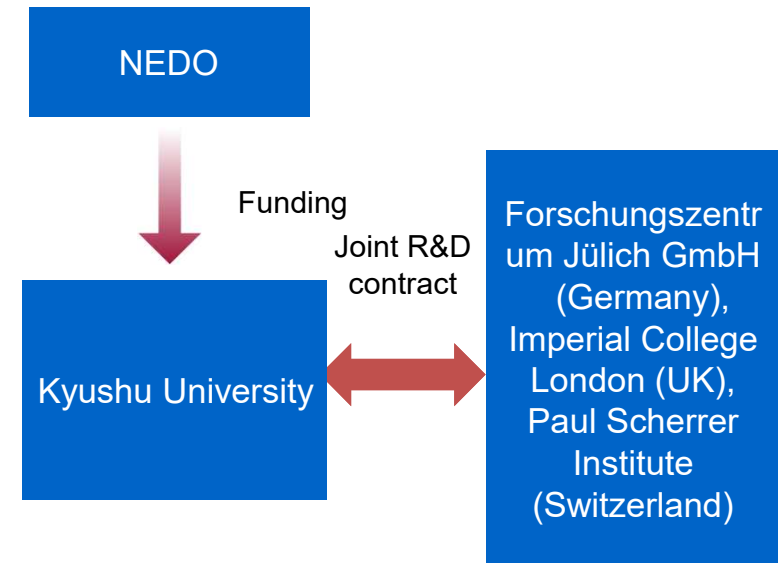 NEDO
Funding
Joint R&D
contract
Kyushu University
Forschungszentr
um Jülich GmbH
(Germany),
Imperial College
London (UK),
Paul Scherrer
Institute
(Switzerland)